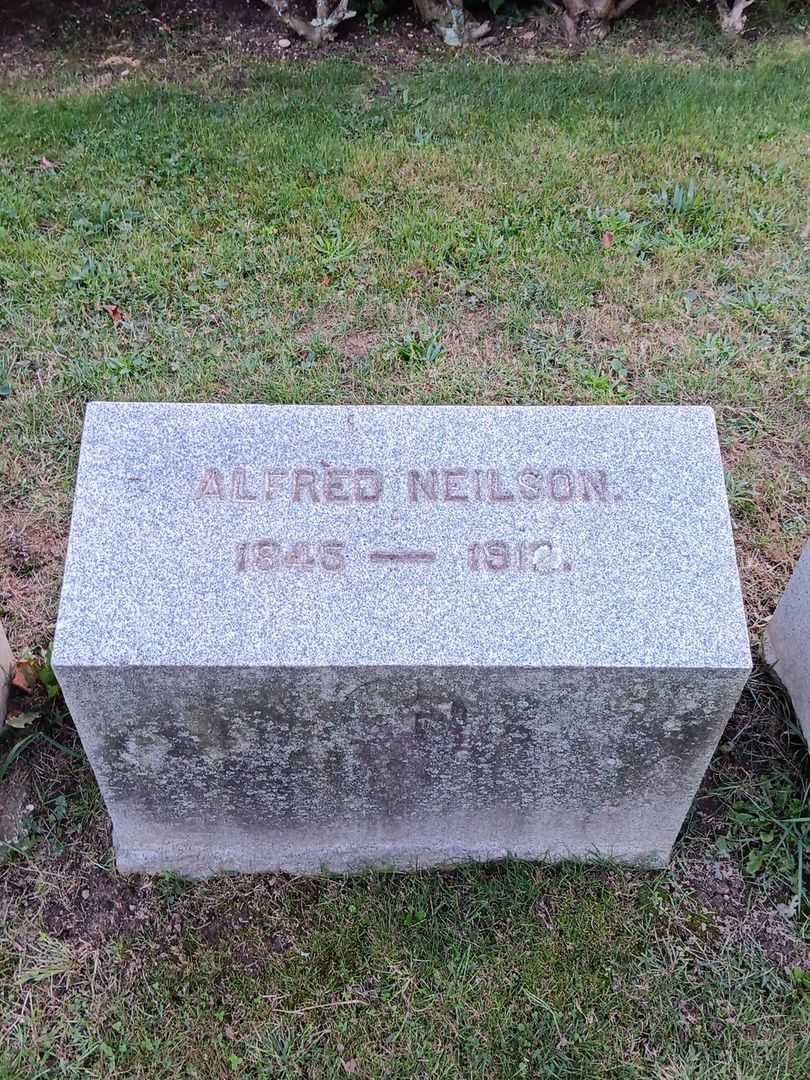 ALFRED NEILSON.
1845 — 1912.